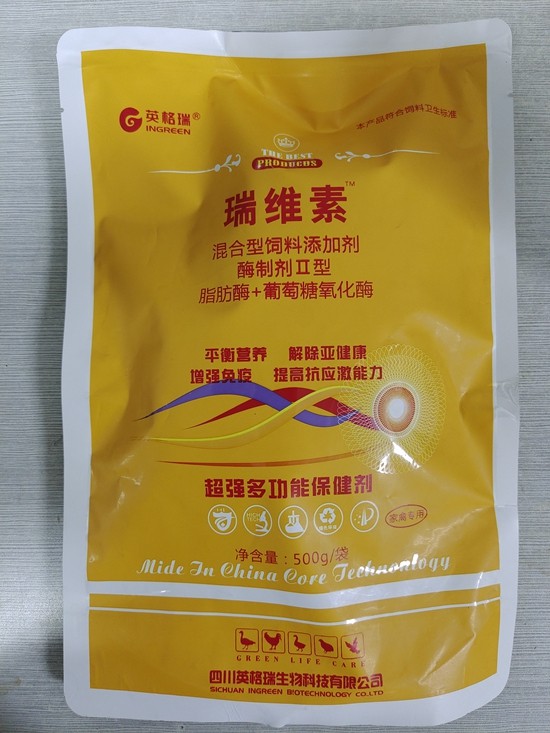 英格瑞®
INGREEN
本产品符合饲料卫生标准
THE BEST
PRODUCOS
瑞维素™
混合型饲料添加剂
酶制剂II型
脂肪酶+葡萄糖氧化酶
平衡营养 解除亚健康
增强免疫 提高抗应激能力
超强多功能保健剂
家禽专用
净含量：500g/袋
Mide In China Core Technonlogy
GREEN LIFE CARE
四川英格瑞生物科技有限公司
SICHUAN INGREEN BIOTECHNOLOGY CO.LTD